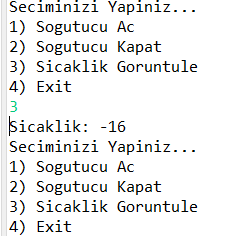 Seciminizi Yapiniz...
1) Sogutucu Ac
2) Sogutucu Kapat
3) Sicaklik Goruntule
4) Exit
3
Sicaklik: -16
Seciminizi Yapiniz...
1) Sogutucu Ac
2) Sogutucu Kapat
3) Sicaklik Goruntule
4) Exit